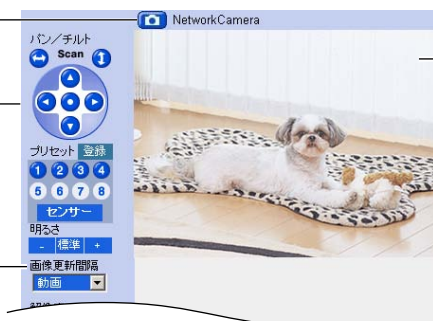 NetworkCamera
パン／チルト
Scan
プリセット 登録
1 2 3 4
5 6 7 8
センサー
明るさ
- 標準 +
画像更新間隔
動画